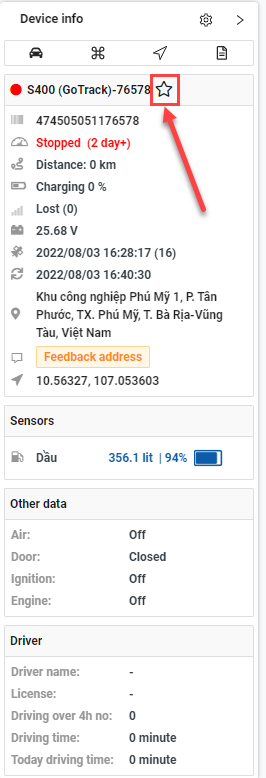 Device info
S400 (GoTrack)-76578
474505051176578
Stopped (2 day+)
Distance: 0 km
Charging 0 %
Lost (0)
25.68 V
2022/08/03 16:28:17 (16)
2022/08/03 16:40:30
Khu công nghiệp Phú Mỹ 1, P. Tân
Phước, TX. Phú Mỹ, T. Bà Rịa-Vũng
Tàu, Việt Nam
Feedback address
10.56327, 107.053603
Sensors
Dầu 356.1 lit | 94%
Other data
Air: Off
Door: Closed
Ignition: Off
Engine: Off
Driver
Driver name: -
License: -
Driving over 4h no: 0
Driving time: 0 minute
Today driving time: 0 minute